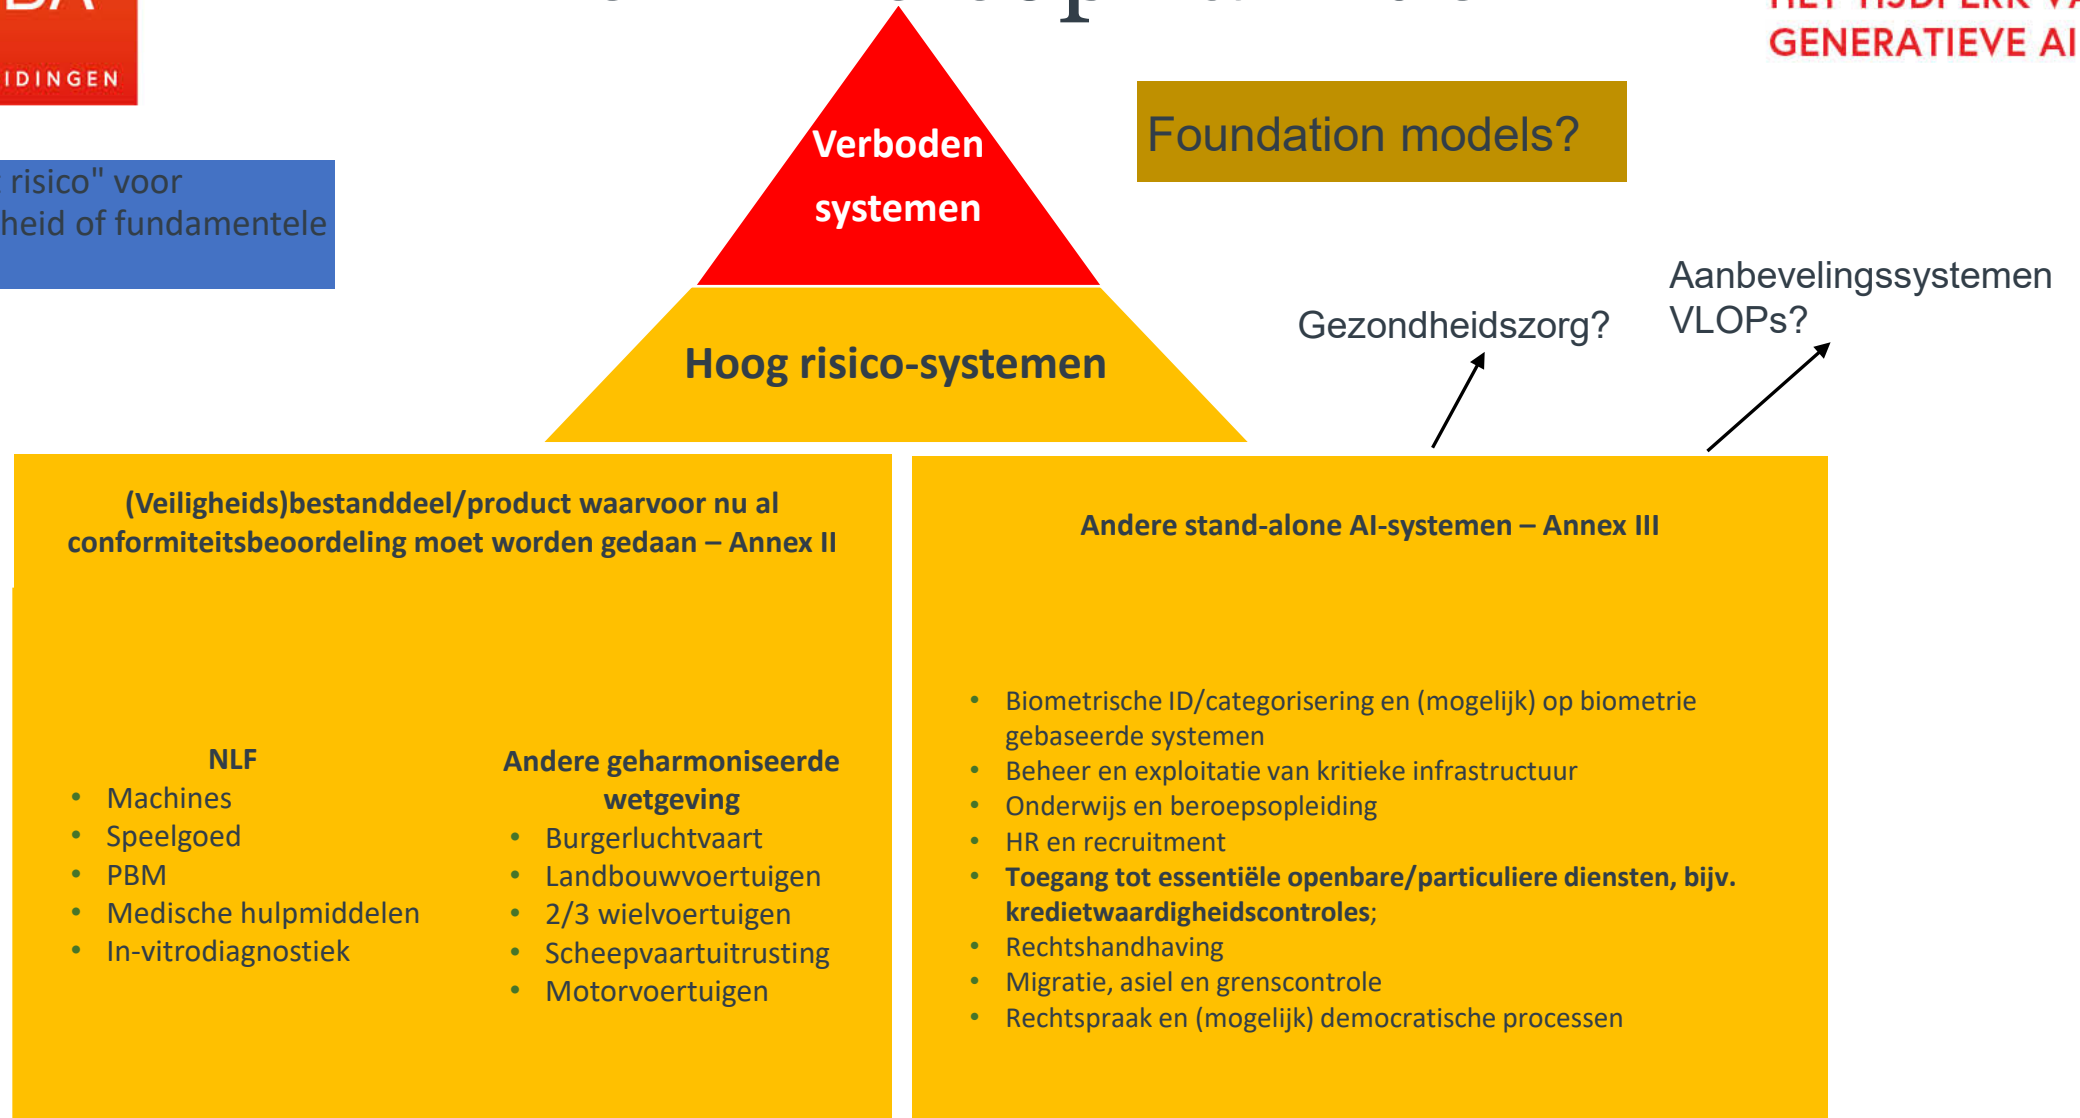 IDINGEN
GENERATIEVE AI
Foundation models?
Verboden
systemen
risico" voor
heid of fundamentele
Aanbevelingssystemen
VLOPs?
Gezondheidszorg?
Hoog risico-systemen
(Veiligheids)bestanddeel/product waarvoor nu al
conformiteitsbeoordeling moet worden gedaan – Annex II
NLF
• Machines
• Speelgoed
• PBM
• Medische hulpmiddelen
• In-vitrodiagnostiek
Andere geharmoniseerde
wetgeving
• Burgerluchtvaart
• Landbouwvoertuigen
• 2/3 wielvoertuigen
• Scheepvaartuitrusting
• Motorvoertuigen
Andere stand-alone AI-systemen – Annex III
• Biometrische ID/categorisering en (mogelijk) op biometrie
gebaseerde systemen
• Beheer en exploitatie van kritieke infrastructuur
• Onderwijs en beroepsopleiding
• HR en recruitment
• Toegang tot essentiële openbare/particuliere diensten, bijv.
kredietwaardigheidscontroles;
• Rechtshandhaving
• Migratie, asiel en grenscontrole
• Rechtspraak en (mogelijk) democratische processen